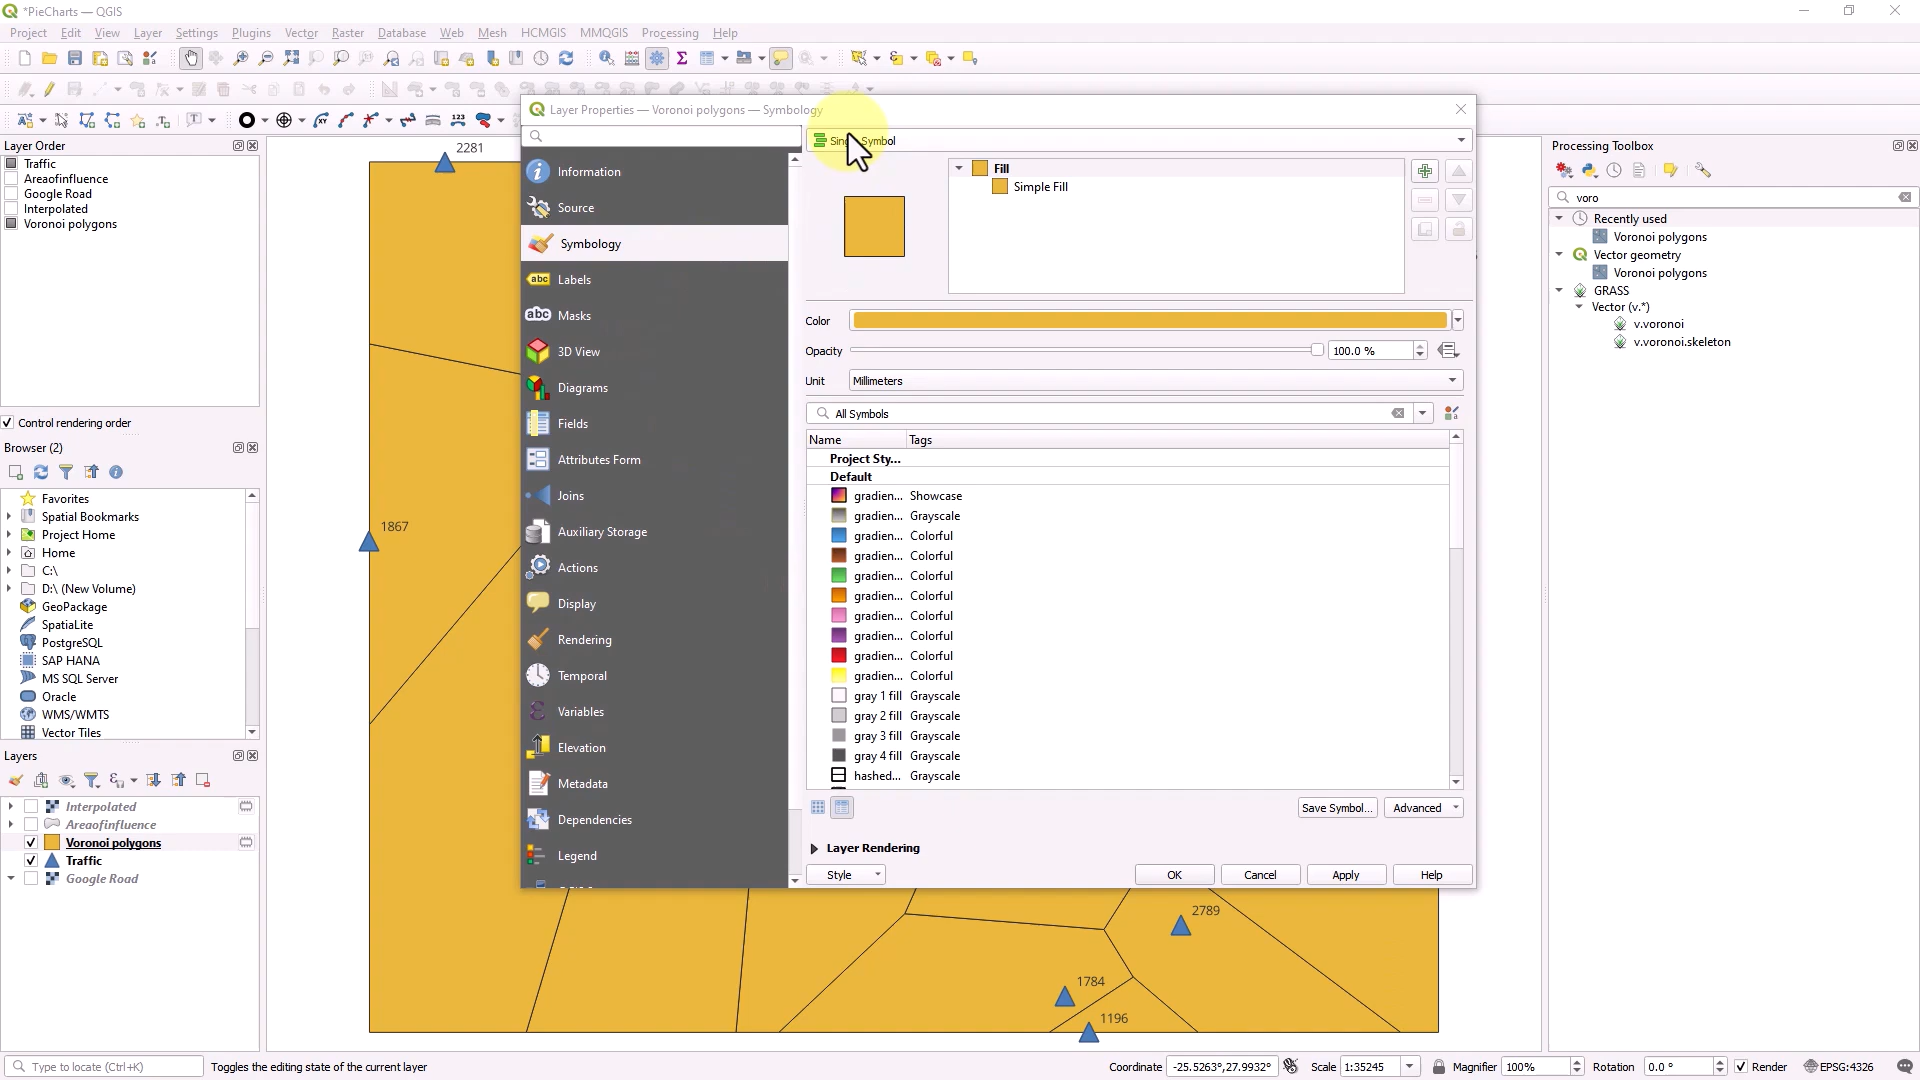 *PieCharts — QGIS
Project Edit View Layer Settings Plugins Vector Raster Database Web Mesh HCMGIS MMQGIS Processing Help
Layer Order
Traffic
Areaofinfluence
Google Road
Interpolated
Voronoi polygons
Control rendering order
Browser (2)
Favorites
Spatial Bookmarks
Project Home
Home
C:\
D:\ (New Volume)
GeoPackage
SpatiaLite
PostgreSQL
SAP HANA
MS SQL Server
Oracle
WMS/WMTS
Vector Tiles
Layers
Interpolated
Areaofinfluence
Voronoi polygons
Traffic
Google Road
2281
1867
2789
1784
1196
Layer Properties — Voronoi polygons — Symbology
Information
Source
Symbology
abc Labels
abc Masks
3D View
Diagrams
Fields
Attributes Form
Joins
Auxiliary Storage
Actions
Display
Rendering
Temporal
Variables
Elevation
Metadata
Dependencies
Legend
Symbol
Fill
Simple Fill
Color
Opacity 100.0 %
Unit Millimeters
All Symbols
Name Tags
Project Sty...
Default
gradien... Showcase
gradien... Grayscale
gradien... Colorful
gradien... Colorful
gradien... Colorful
gradien... Colorful
gradien... Colorful
gradien... Colorful
gradien... Colorful
gradien... Colorful
gray 1 fill Grayscale
gray 2 fill Grayscale
gray 3 fill Grayscale
gray 4 fill Grayscale
hashed... Grayscale
Save Symbol... Advanced
Layer Rendering
Style OK Cancel Apply Help
Processing Toolbox
voro
Recently used
Voronoi polygons
Vector geometry
Voronoi polygons
GRASS
Vector (v.*)
v.voronoi
v.voronoi.skeleton
Type to locate (Ctrl+K) Toggles the editing state of the current layer Coordinate -25.5263°,27.9932° Scale 1:35245 Magnifier 100% Rotation 0.0 ° Render EPSG:4326